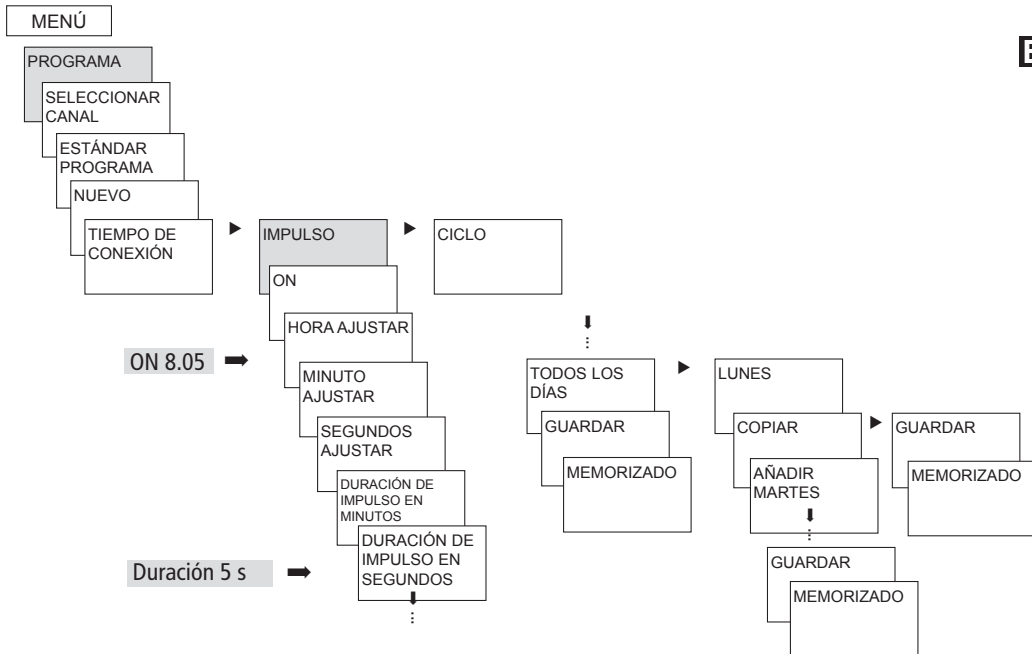 MENÚ
PROGRAMA
SELECCIONAR
CANAL
ESTÁNDAR
PROGRAMA
NUEVO
TIEMPO DE
CONEXIÓN
IMPULSO
CICLO
ON
HORA AJUSTAR
ON 8.05
MINUTO
AJUSTAR
SEGUNDOS
AJUSTAR
DURACIÓN DE
IMPULSO EN
MINUTOS
DURACIÓN DE
IMPULSO EN
SEGUNDOS
Duración 5 s
TODOS LOS
DÍAS
GUARDAR
MEMORIZADO
LUNES
COPIAR
AÑADIR
MARTES
GUARDAR
MEMORIZADO
GUARDAR
MEMORIZADO